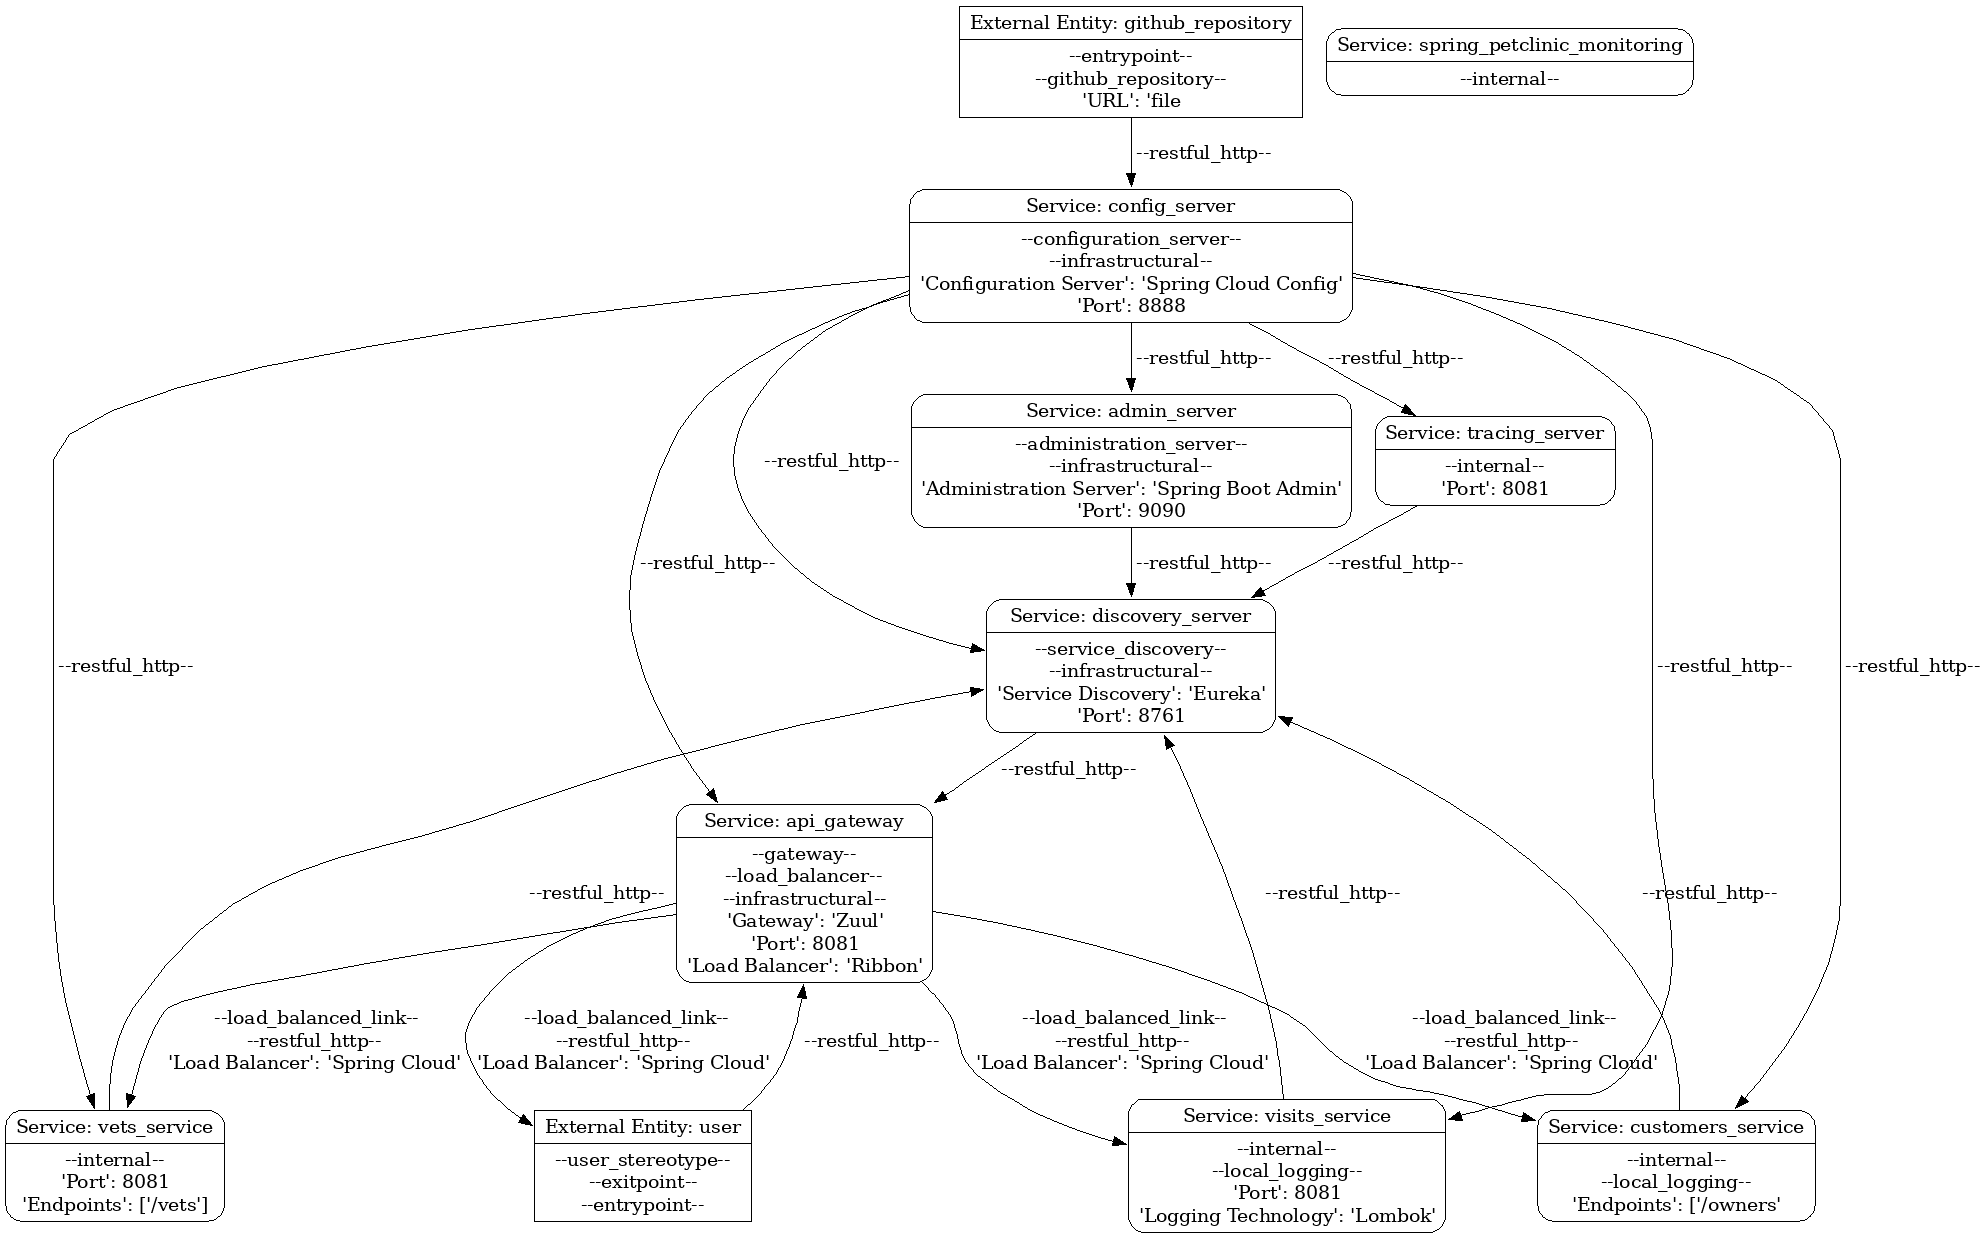 External Entity: github_repository
--entrypoint--
--github_repository--
'URL': 'file
Service: spring_petclinic_monitoring
--internal--
--restful_http--
Service: config_server
--configuration_server--
--infrastructural--
'Configuration Server': 'Spring Cloud Config'
'Port': 8888
--restful_http--
--restful_http--
Service: admin_server
--administration_server--
--infrastructural--
'Administration Server': 'Spring Boot Admin'
'Port': 9090
Service: tracing_server
--internal--
'Port': 8081
--restful_http--
--restful_http--
--restful_http--
--restful_http--
Service: discovery_server
--service_discovery--
--infrastructural--
'Service Discovery': 'Eureka'
'Port': 8761
--restful_http--
--restful_http--
--restful_http--
--restful_http--
Service: api_gateway
--gateway--
--load_balancer--
--infrastructural--
'Gateway': 'Zuul'
'Port': 8081
'Load Balancer': 'Ribbon'
--restful_http--
--restful_http--
--restful_http--
--load_balanced_link--
--restful_http--
'Load Balancer': 'Spring Cloud'
--load_balanced_link--
--restful_http--
'Load Balancer': 'Spring Cloud'
--restful_http--
--load_balanced_link--
--restful_http--
'Load Balancer': 'Spring Cloud'
--load_balanced_link--
--restful_http--
'Load Balancer': 'Spring Cloud'
Service: vets_service
--internal--
'Port': 8081
'Endpoints': ['/vets']
External Entity: user
--user_stereotype--
--exitpoint--
--entrypoint--
Service: visits_service
--internal--
--local_logging--
'Port': 8081
'Logging Technology': 'Lombok'
Service: customers_service
--internal--
--local_logging--
'Endpoints': ['/owners'